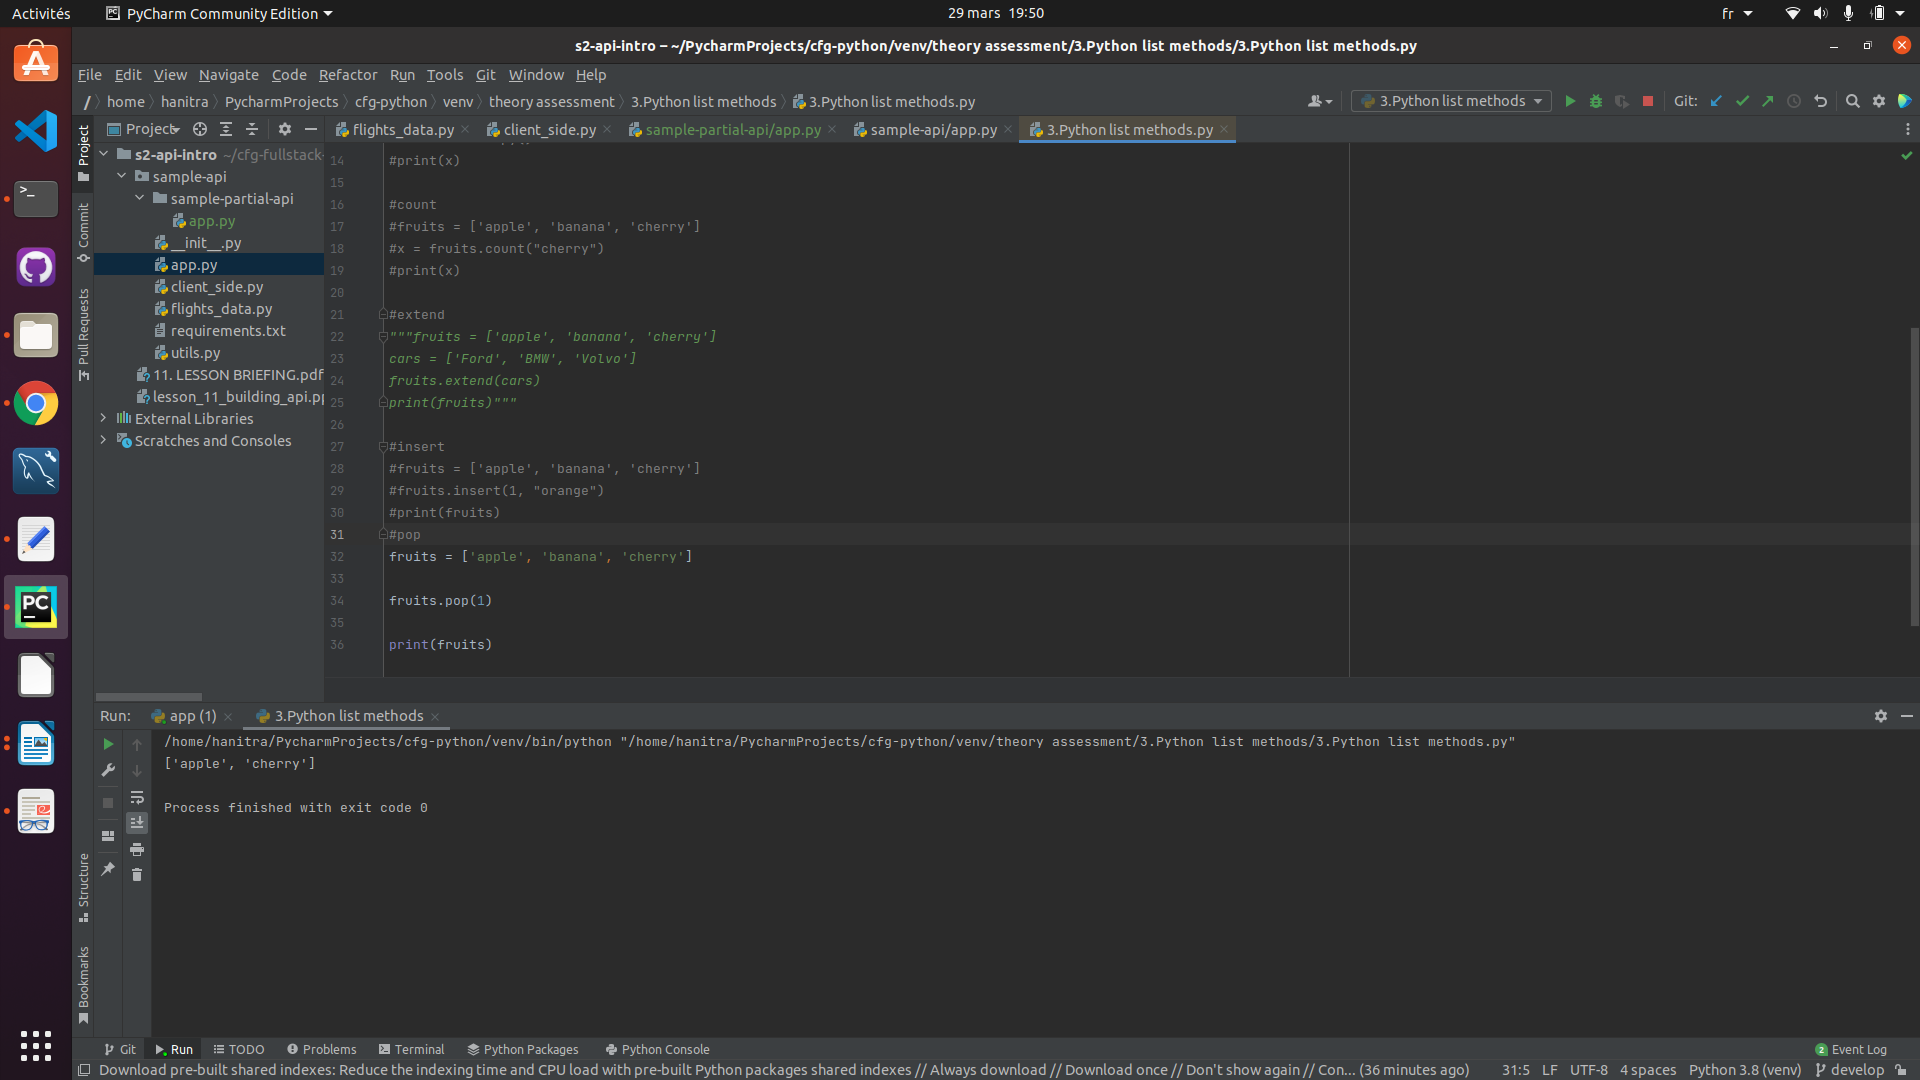 Activités
PyCharm Community Edition
29 mars 19:50
fr
s2-api-intro – ~/PycharmProjects/cfg-python/venv/theory assessment/3.Python list methods/3.Python list methods.py
File Edit View Navigate Code Refactor Run Tools Git Window Help
/ home hanitra PycharmProjects cfg-python venv theory assessment 3.Python list methods 3.Python list methods.py
3.Python list methods
Git:
Project
flights_data.py
client_side.py
sample-partial-api/app.py
sample-api/app.py
3.Python list methods.py
Project
Commit
Pull Requests
Structure
Bookmarks
s2-api-intro ~/cfg-fullstack-
sample-api
sample-partial-api
app.py
__init__.py
app.py
client_side.py
flights_data.py
requirements.txt
utils.py
11. LESSON BRIEFING.pdf
lesson_11_building_api.pp
External Libraries
Scratches and Consoles
14 #print(x)
15
16 #count
17 #fruits = ['apple', 'banana', 'cherry']
18 #x = fruits.count("cherry")
19 #print(x)
20
21 #extend
22 """fruits = ['apple', 'banana', 'cherry']
23 cars = ['Ford', 'BMW', 'Volvo']
24 fruits.extend(cars)
25 print(fruits)"""
26
27 #insert
28 #fruits = ['apple', 'banana', 'cherry']
29 #fruits.insert(1, "orange")
30 #print(fruits)
31 #pop
32 fruits = ['apple', 'banana', 'cherry']
33
34 fruits.pop(1)
35
36 print(fruits)
Run: app (1) 3.Python list methods
/home/hanitra/PycharmProjects/cfg-python/venv/bin/python "/home/hanitra/PycharmProjects/cfg-python/venv/theory assessment/3.Python list methods/3.Python list methods.py"
['apple', 'cherry']
Process finished with exit code 0
Git Run TODO Problems Terminal Python Packages Python Console
2 Event Log
Download pre-built shared indexes: Reduce the indexing time and CPU load with pre-built Python packages shared indexes // Always download // Download once // Don't show again // Con... (36 minutes ago)
31:5 LF UTF-8 4 spaces Python 3.8 (venv) develop